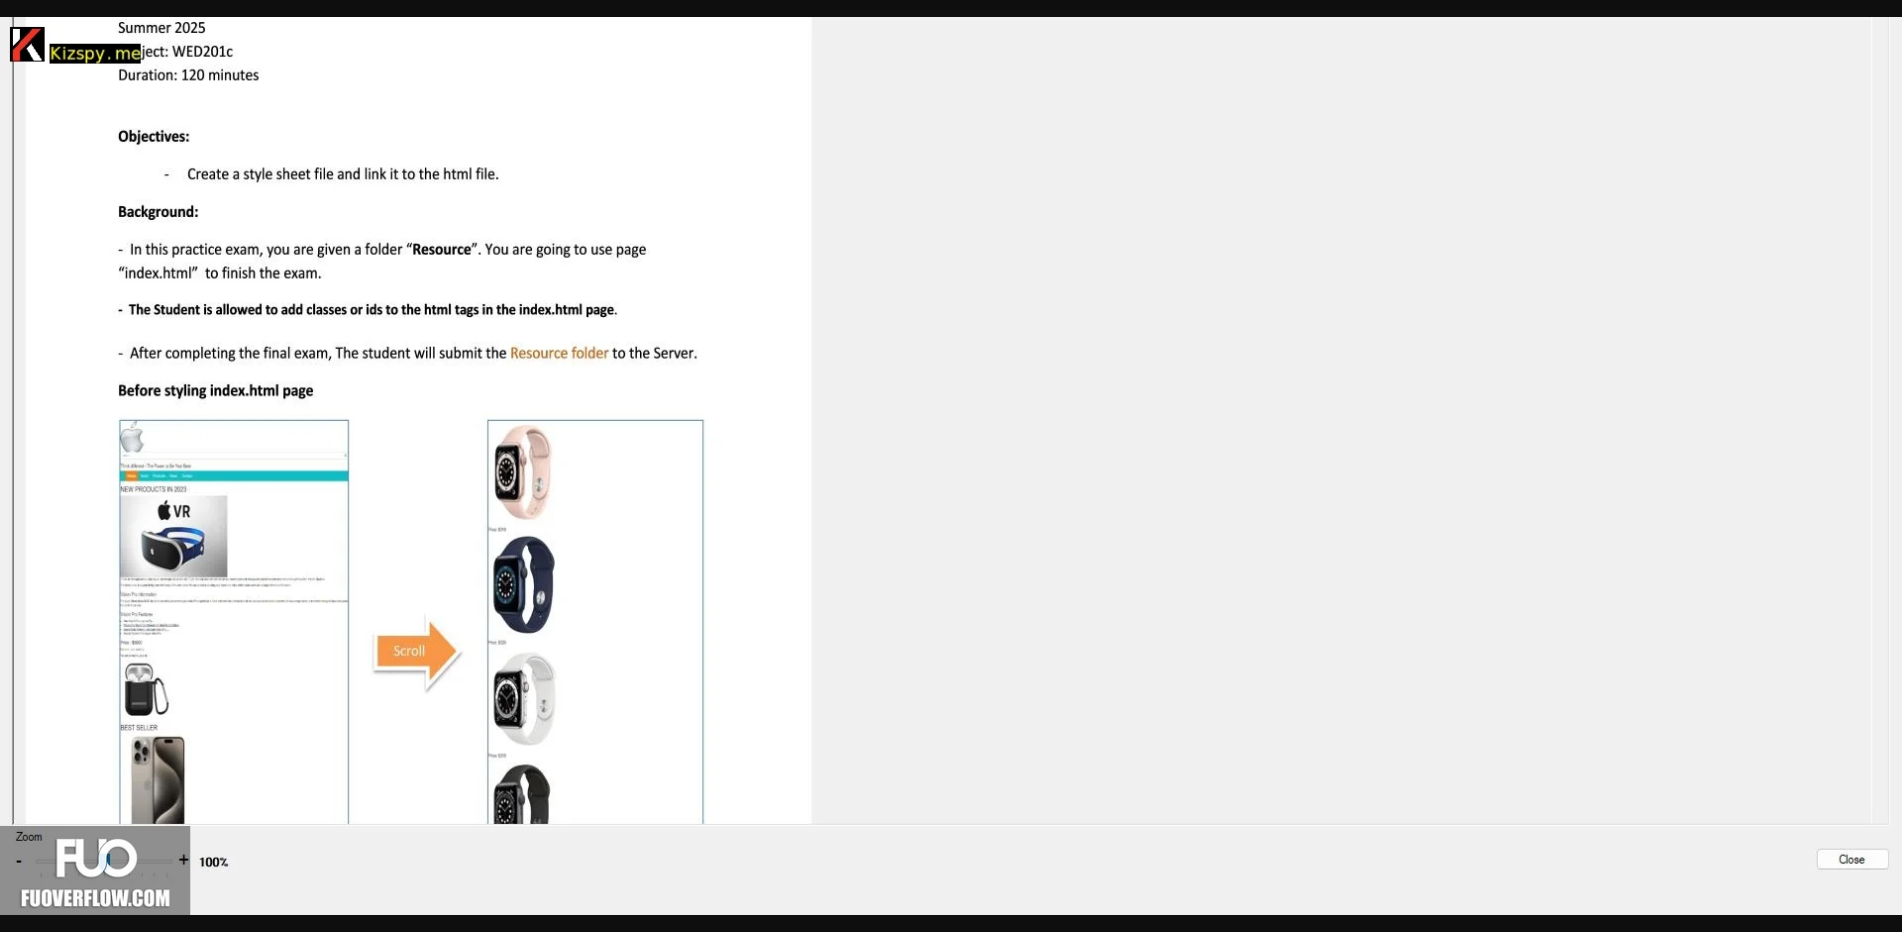 Summer 2025
Kizspy.me
ject: WED201c
Duration: 120 minutes
Objectives:
- Create a style sheet file and link it to the html file.
Background:
- In this practice exam, you are given a folder “Resource”. You are going to use page
“index.html” to finish the exam.
- The Student is allowed to add classes or ids to the html tags in the index.html page.
- After completing the final exam, The student will submit the Resource folder to the Server.
Before styling index.html page
NEW PRODUCTS IN 2023
VR
Scroll
BEST SELLER
Zoom
- + 100%
Close
FUO
FUOVERFLOW.COM